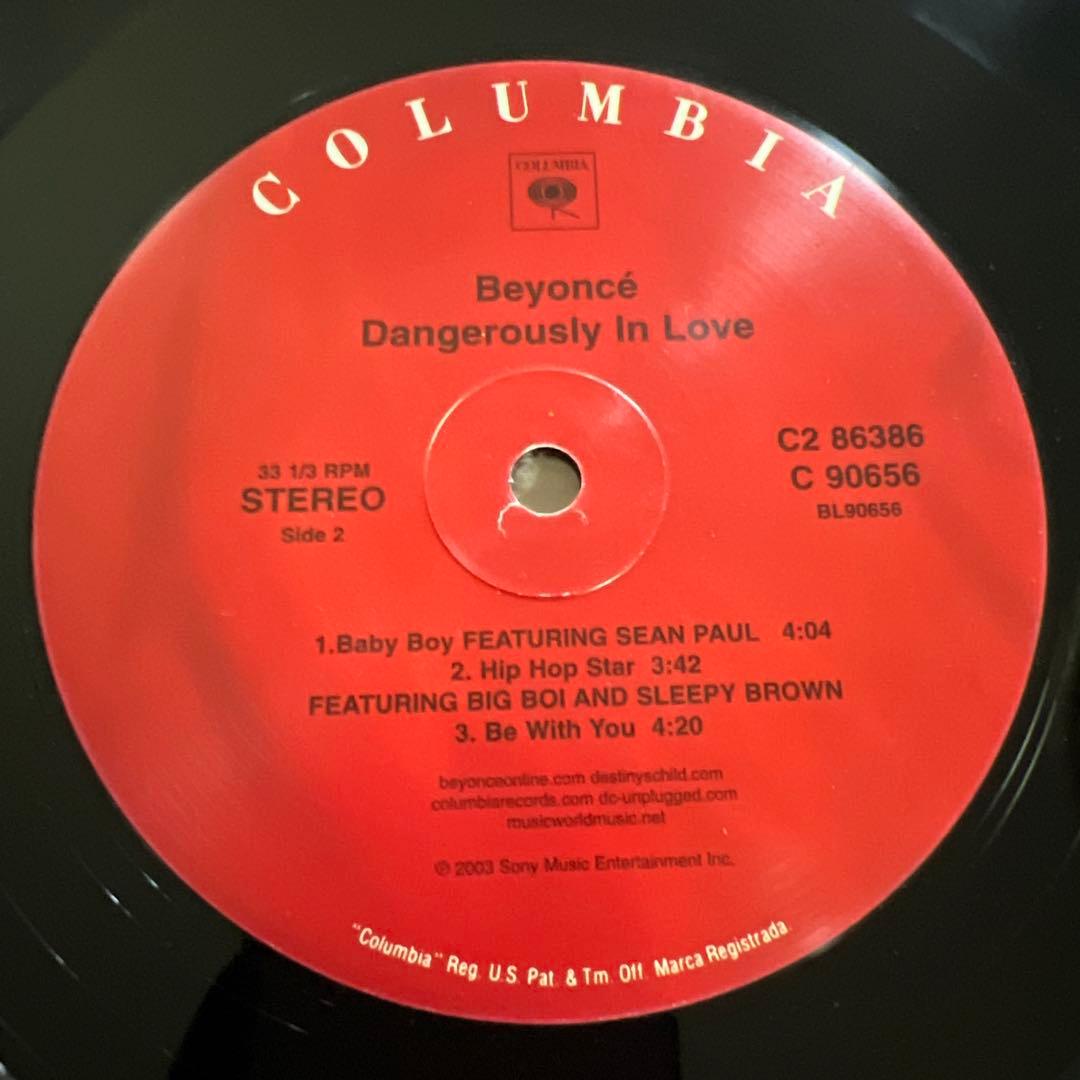 COLUMBIA
COLUMBIA
Beyoncé
Dangerously In Love
33 1/3 RPM
STEREO
Side 2
C2 86386
C 90656
BL90656
1.Baby Boy FEATURING SEAN PAUL 4:04
2. Hip Hop Star 3:42
FEATURING BIG BOI AND SLEEPY BROWN
3. Be With You 4:20
beyonceonline.com destinyschild.com
columbiarecords.com dc-unplugged.com
musicworldmusic.net
℗ 2003 Sony Music Entertainment Inc.
"Columbia" Reg. U.S. Pat. & Tm. Off. Marca Registrada.